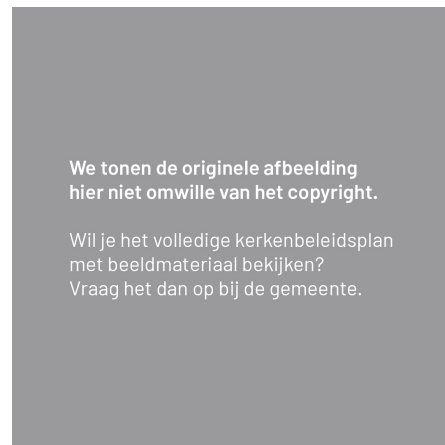 We tonen de originele afbeelding
hier niet omwille van het copyright.
Wil je het volledige kerkenbeleidsplan
met beeldmateriaal bekijken?
Vraag het dan op bij de gemeente.